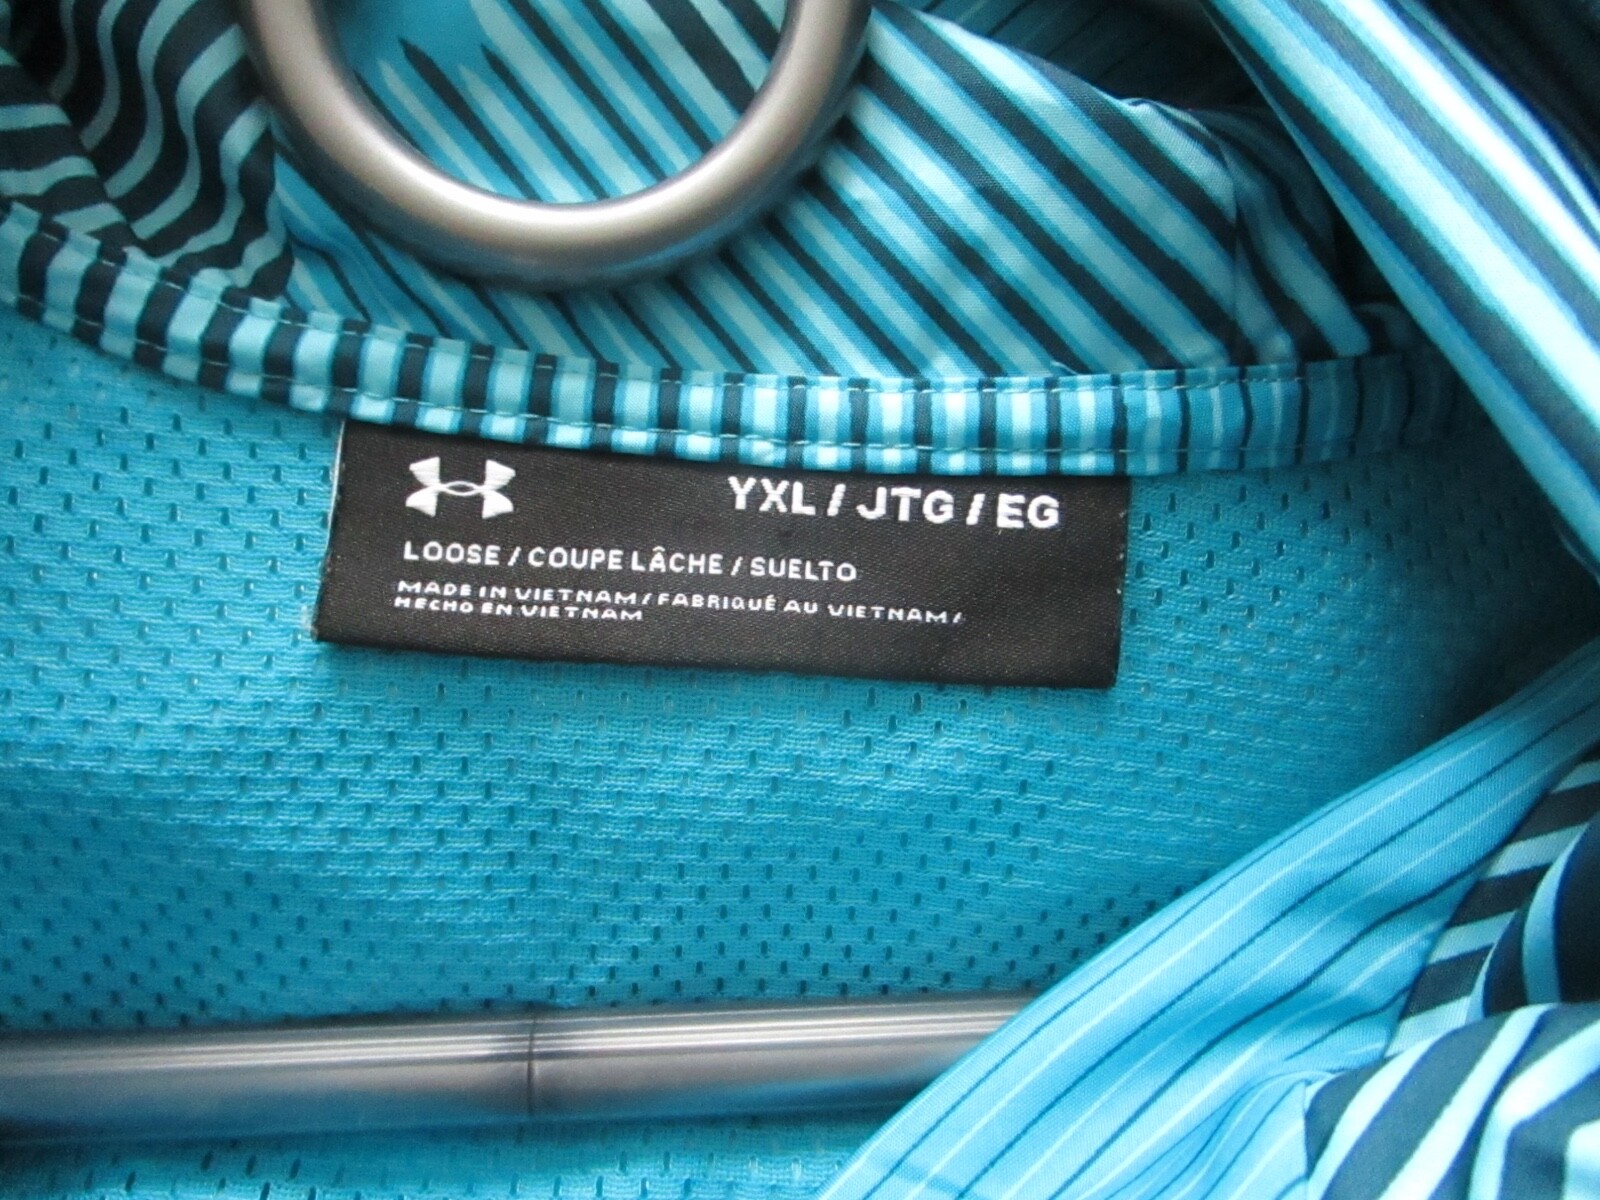 YXL / JTG / EG
LOOSE / COUPE LÂCHE / SUELTO
MADE IN VIETNAM / FABRIQUÉ AU VIETNAM /
HECHO EN VIETNAM